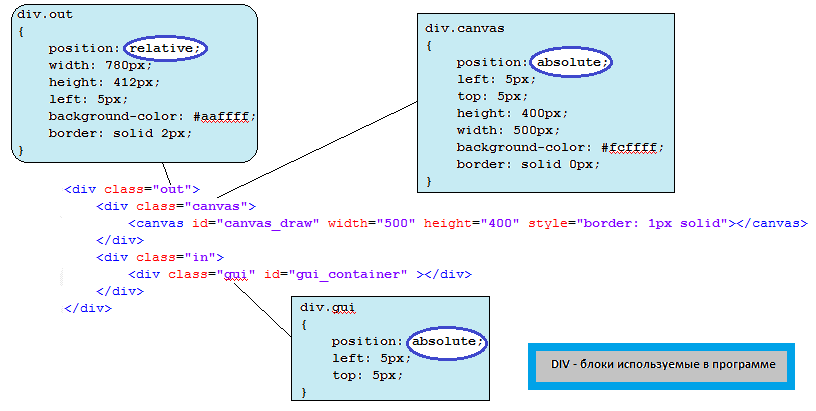 div.out
{
position: relative;
width: 780px;
height: 412px;
left: 5px;
background-color: #aaffff;
border: solid 2px;
}
div.canvas
{
position: absolute;
left: 5px;
top: 5px;
height: 400px;
width: 500px;
background-color: #fcffff;
border: solid 0px;
}
<div class="out">
<div class="canvas">
<canvas id="canvas_draw" width="500" height="400" style="border: 1px solid"></canvas>
</div>
<div class="in">
<div class="gui" id="gui_container" ></div>
</div>
</div>
div.gui
{
position: absolute;
left: 5px;
top: 5px;
}
DIV - блоки используемые в программе